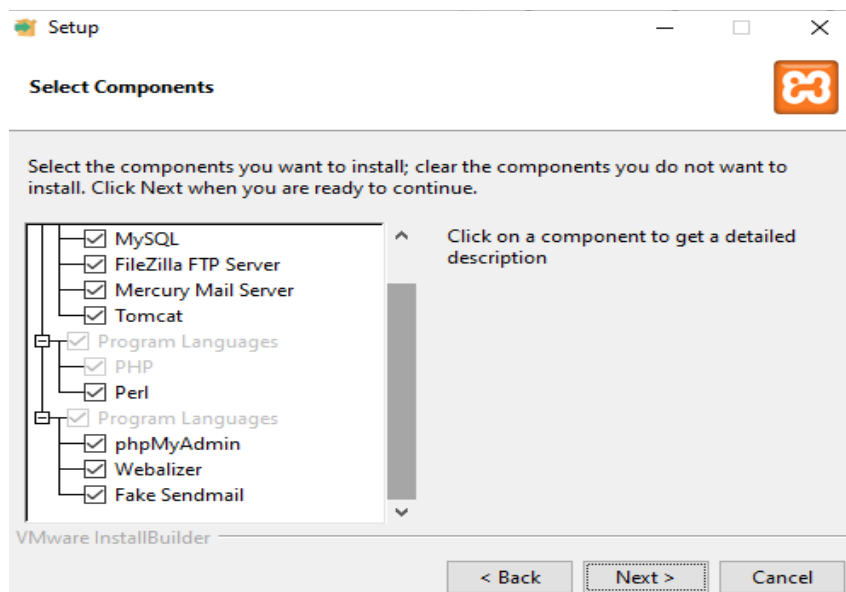 Setup
Select Components
Select the components you want to install; clear the components you do not want to
install. Click Next when you are ready to continue.
MySQL
FileZilla FTP Server
Mercury Mail Server
Tomcat
Program Languages
PHP
Perl
Program Languages
phpMyAdmin
Webalizer
Fake Sendmail
Click on a component to get a detailed
description
VMware InstallBuilder
< Back
Next >
Cancel